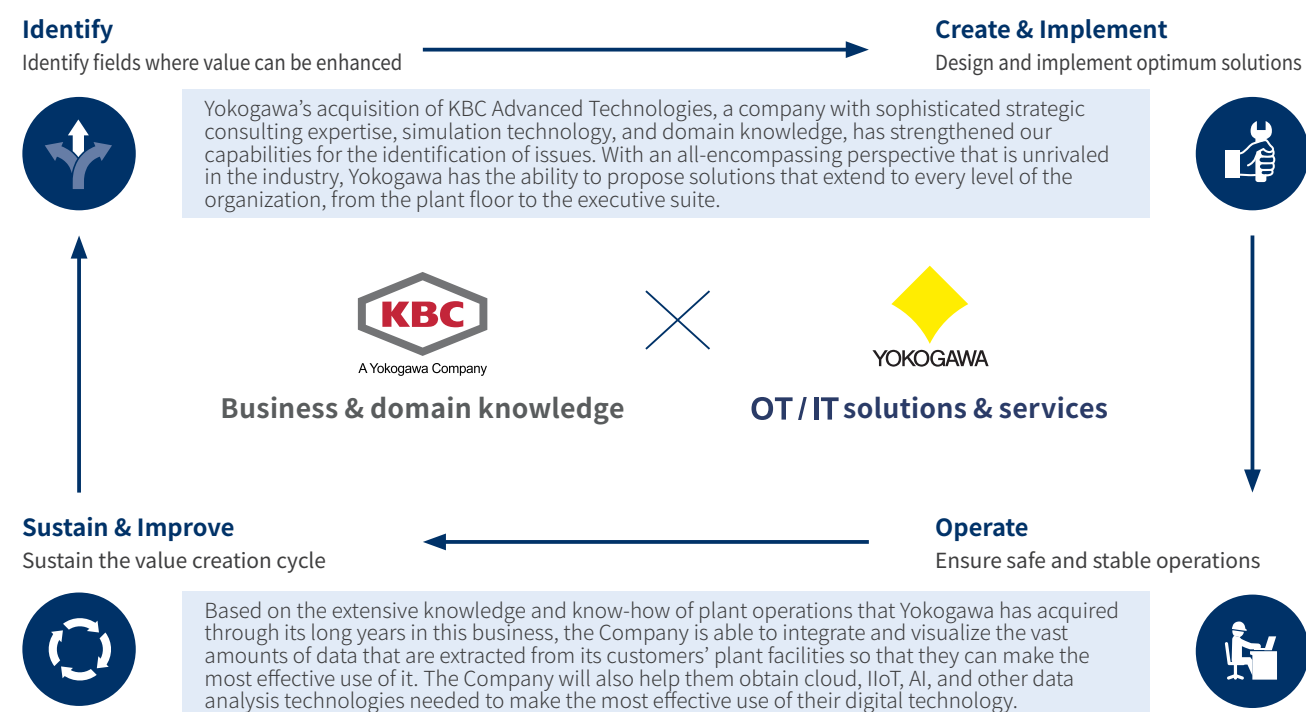 Identify
Identify fields where value can be enhanced
Create & Implement
Design and implement optimum solutions
Yokogawa’s acquisition of KBC Advanced Technologies, a company with sophisticated strategic
consulting expertise, simulation technology, and domain knowledge, has strengthened our
capabilities for the identification of issues. With an all-encompassing perspective that is unrivaled
in the industry, Yokogawa has the ability to propose solutions that extend to every level of the
organization, from the plant floor to the executive suite.
KBC
A Yokogawa Company
YOKOGAWA
Business & domain knowledge
OT / IT solutions & services
Sustain & Improve
Sustain the value creation cycle
Operate
Ensure safe and stable operations
Based on the extensive knowledge and know-how of plant operations that Yokogawa has acquired
through its long years in this business, the Company is able to integrate and visualize the vast
amounts of data that are extracted from its customers’ plant facilities so that they can make the
most effective use of it. The Company will also help them obtain cloud, IIoT, AI, and other data
analysis technologies needed to make the most effective use of their digital technology.